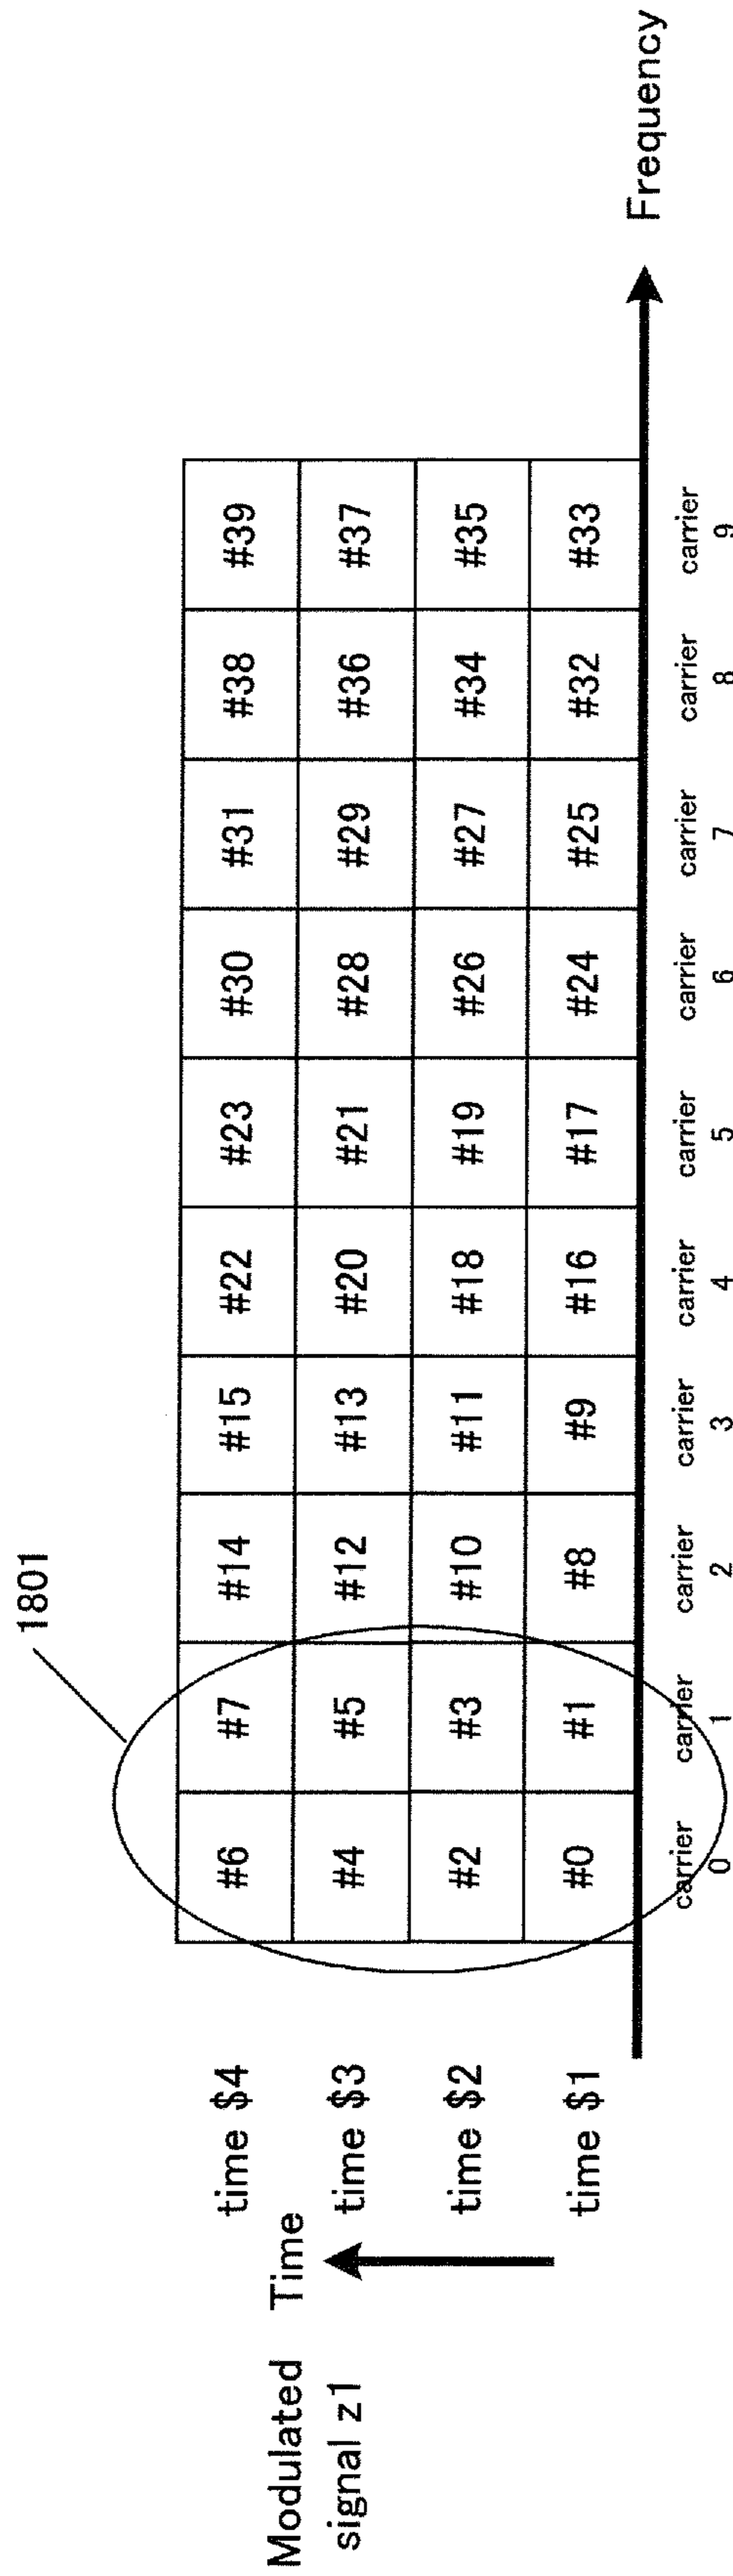 1801
Modulated
signal z1
Time
time $4
#6 #7 #14 #15 #22 #23 #30 #31 #38 #39
time $3
#4 #5 #12 #13 #20 #21 #28 #29 #36 #37
time $2
#2 #3 #10 #11 #18 #19 #26 #27 #34 #35
time $1
#0 #1 #8 #9 #16 #17 #24 #25 #32 #33
Frequency
carrier
0
carrier
1
carrier
2
carrier
3
carrier
4
carrier
5
carrier
6
carrier
7
carrier
8
carrier
9